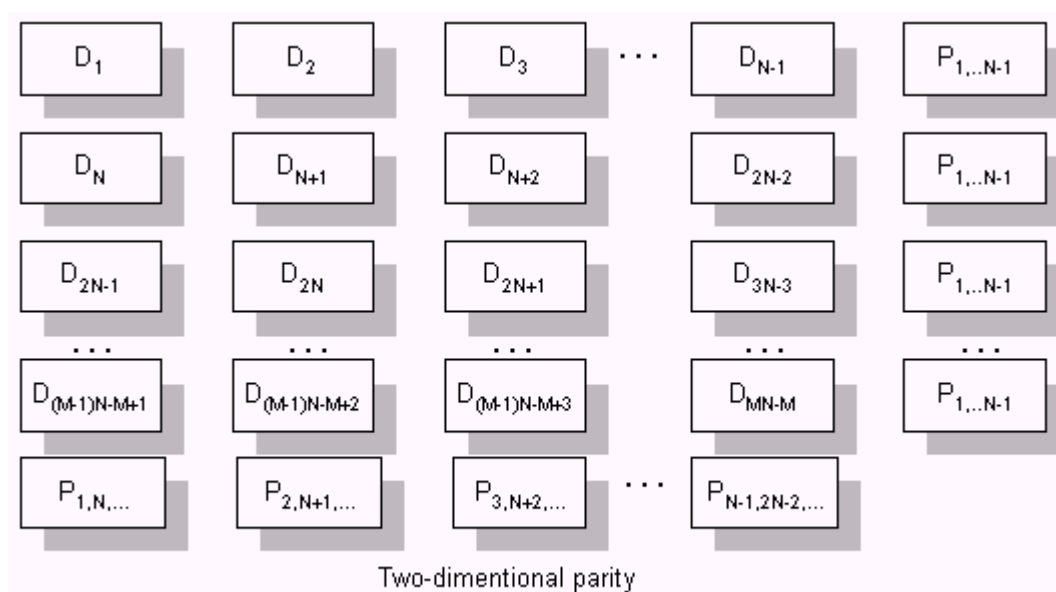 D1 D2 D3 ... DN-1 P1,..N-1
DN DN+1 DN+2 D2N-2 P1,..N-1
D2N-1 D2N D2N+1 D3N-3 P1,..N-1
... ... ... ... ...
D(M-1)N-M+1 D(M-1)N-M+2 D(M-1)N-M+3 DMN-M P1,..N-1
P1,N,... P2,N+1,... P3,N+2,... ... PN-1,2N-2,...
Two-dimentional parity